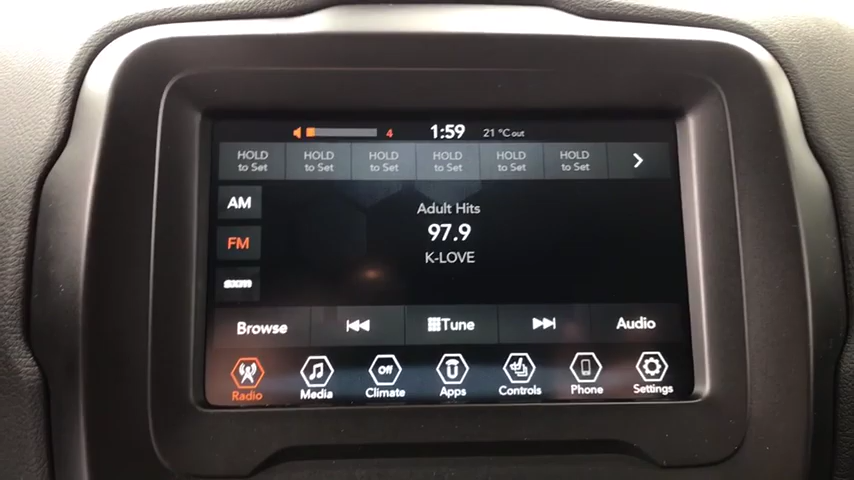 4 1:59 21 °C out
HOLD to Set HOLD to Set HOLD to Set HOLD to Set HOLD to Set HOLD to Set
AM
FM
sxm
Adult Hits
97.9
K-LOVE
Browse Tune Audio
Off
Radio Media Climate Apps Controls Phone Settings